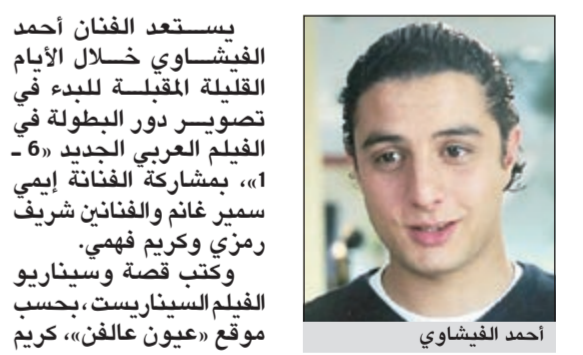 يستعد الفنان أحمد
الفيشاوي خلال الأيام
القليلة المقبلة للبدء في
تصوير دور البطولة في
الفيلم العربي الجديد «6 ـ
1»، بمشاركة الفنانة إيمي
سمير غانم والفنانين شريف
رمزي وكريم فهمي.
وكتب قصة وسيناريو
الفيلم السيناريست، بحسب
موقع «عيون عالفن»، كريم
أحمد الفيشاوي